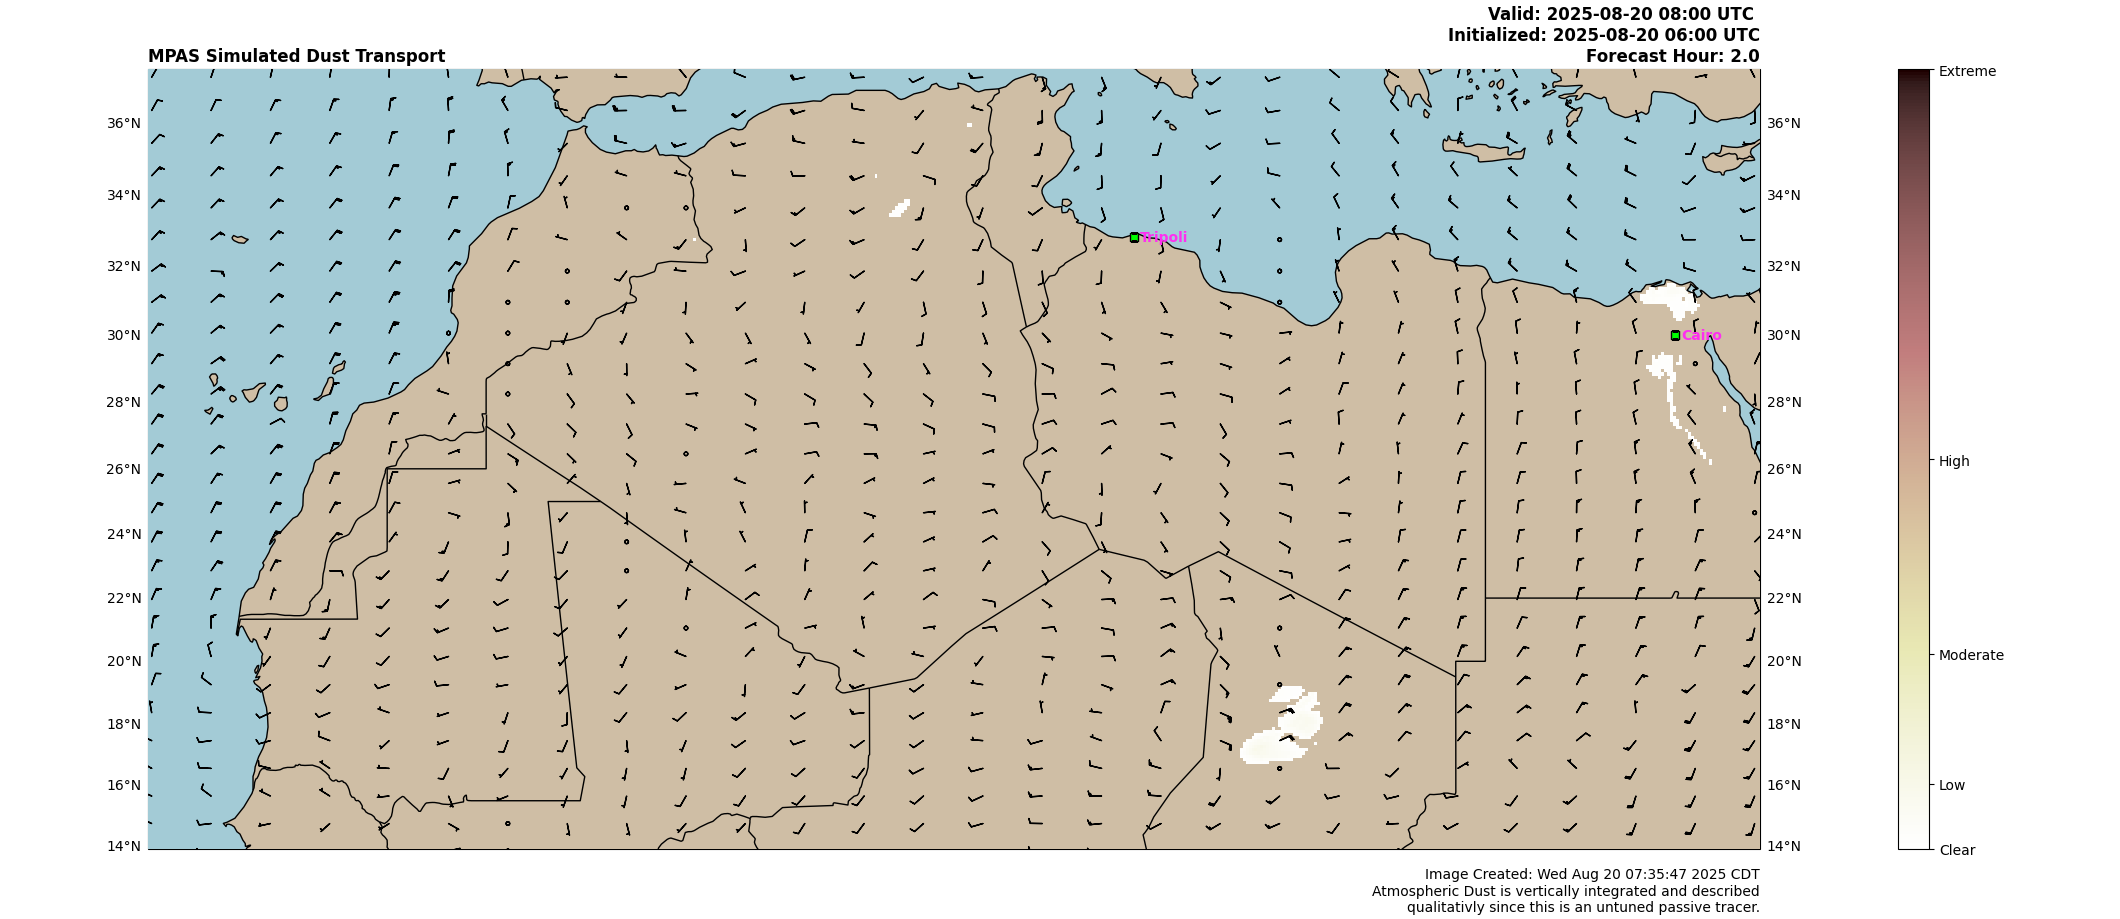 Valid: 2025-08-20 08:00 UTC
Initialized: 2025-08-20 06:00 UTC
MPAS Simulated Dust Transport
Forecast Hour: 2.0
Extreme
36°N 36°N
34°N 34°N
Tripoli
32°N 32°N
30°N Cairo 30°N
28°N 28°N
26°N 26°N
High
24°N 24°N
22°N 22°N
20°N 20°N
Moderate
18°N 18°N
16°N 16°N
Low
14°N 14°N
Clear
Image Created: Wed Aug 20 07:35:47 2025 CDT
Atmospheric Dust is vertically integrated and described
qualitativly since this is an untuned passive tracer.